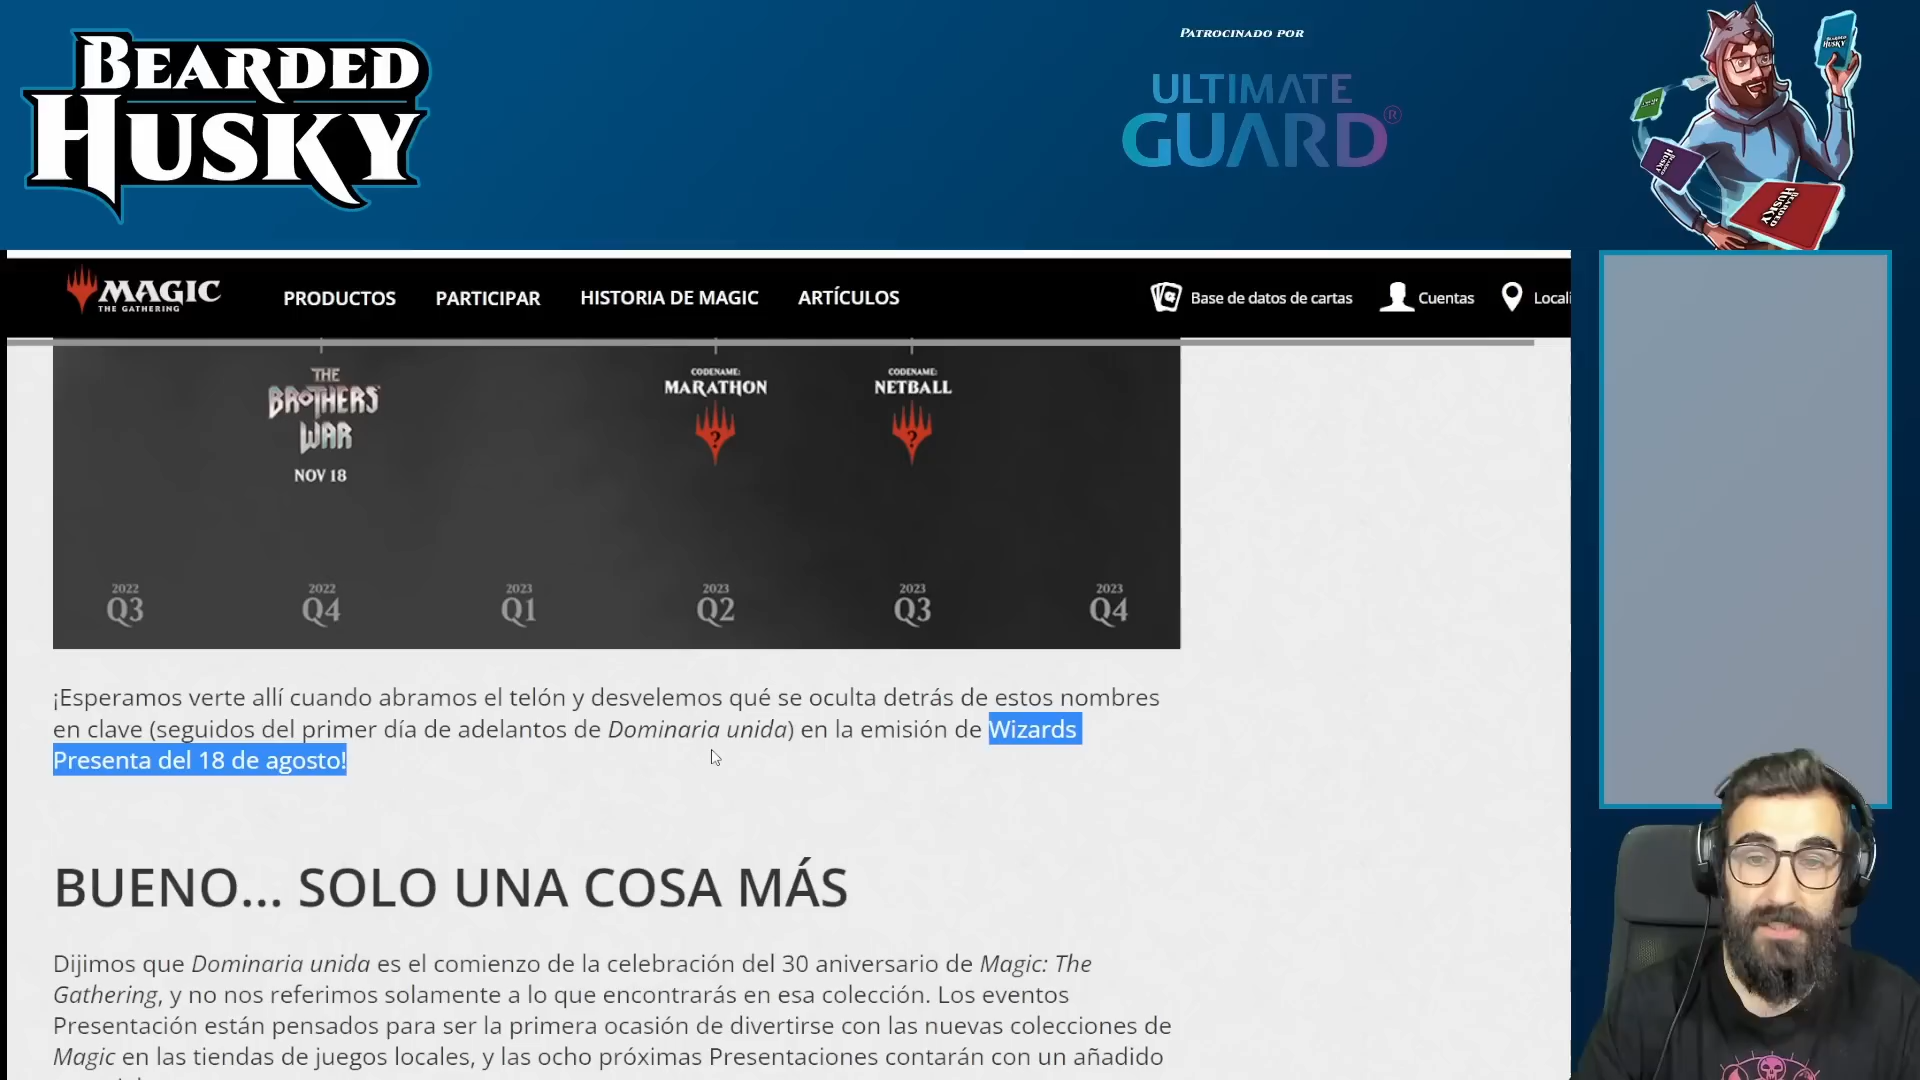 BEARDED
HUSKY
PATROCINADO POR
ULTIMATE
GUARD®
BEARDED
HUSKY
BEARDED
HUSKY
HUSKY
MAGIC
THE GATHERING
PRODUCTOS
PARTICIPAR
HISTORIA DE MAGIC
ARTÍCULOS
Base de datos de cartas
Cuentas
Locali
THE
BROTHERS'
WAR
NOV 18
CODENAME:
MARATHON
?
CODENAME:
NETBALL
?
2022
Q3
2022
Q4
2023
Q1
2023
Q2
2023
Q3
2023
Q4
¡Esperamos verte allí cuando abramos el telón y desvelemos qué se oculta detrás de estos nombres
en clave (seguidos del primer día de adelantos de Dominaria unida) en la emisión de Wizards
Presenta del 18 de agosto!
BUENO... SOLO UNA COSA MÁS
Dijimos que Dominaria unida es el comienzo de la celebración del 30 aniversario de Magic: The
Gathering, y no nos referimos solamente a lo que encontrarás en esa colección. Los eventos
Presentación están pensados para ser la primera ocasión de divertirse con las nuevas colecciones de
Magic en las tiendas de juegos locales, y las ocho próximas Presentaciones contarán con un añadido